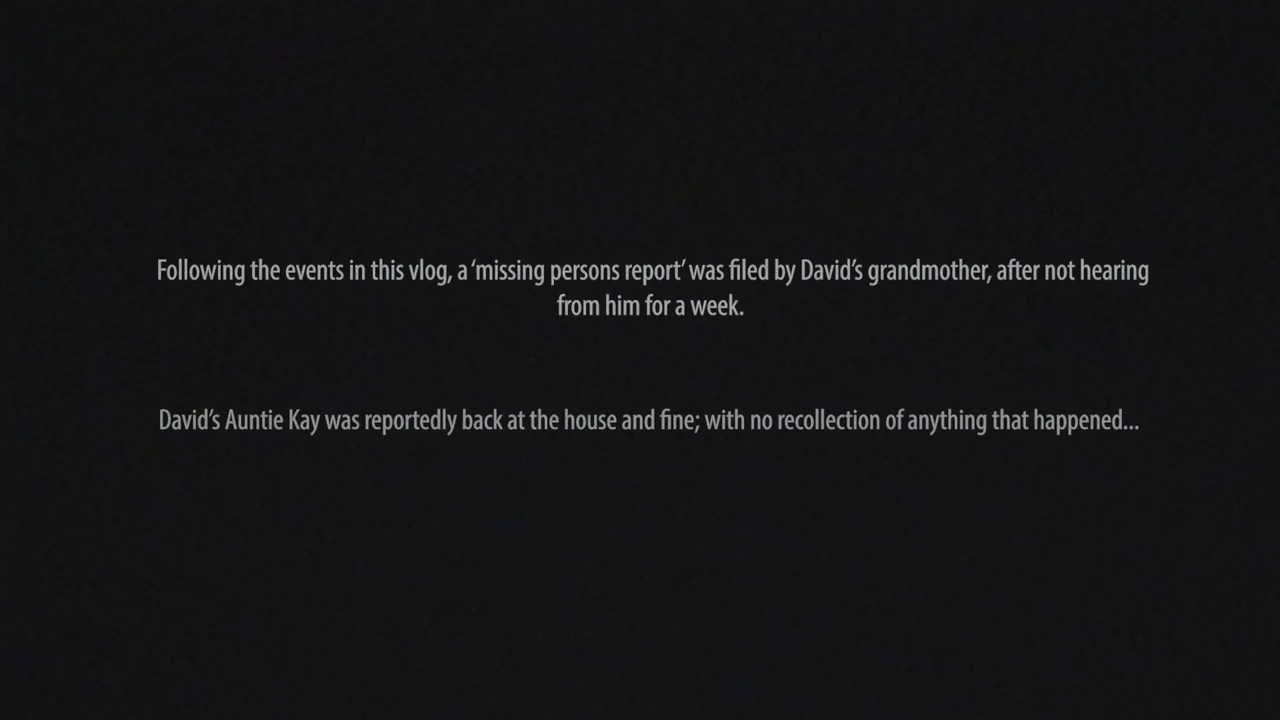 Following the events in this vlog, a ‘missing persons report’ was filed by David’s grandmother, after not hearing
from him for a week.
David’s Auntie Kay was reportedly back at the house and fine; with no recollection of anything that happened...